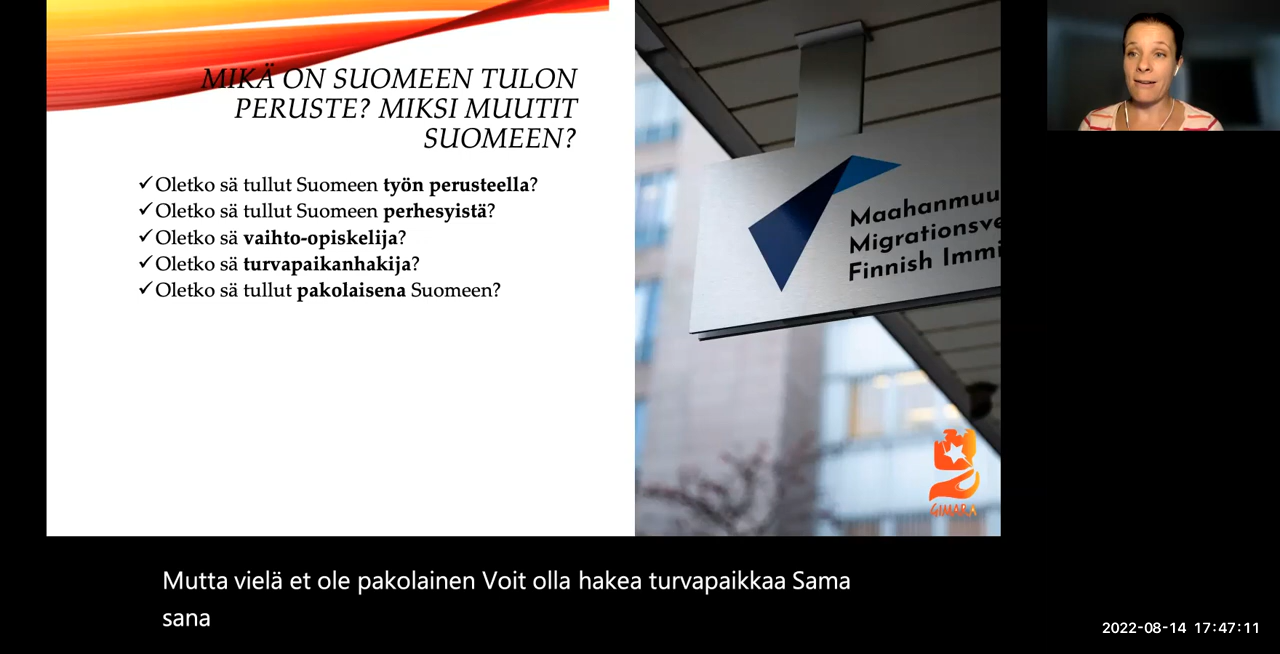 MIKÄ ON SUOMEEN TULON
PERUSTE? MIKSI MUUTIT
SUOMEEN?
✓Oletko sä tullut Suomeen työn perusteella?
✓Oletko sä tullut Suomeen perhesyistä?
✓Oletko sä vaihto-opiskelija?
✓Oletko sä turvapaikanhakija?
✓Oletko sä tullut pakolaisena Suomeen?
Maahanmuu
Migrationsve
Finnish Immi
GIMARA
Mutta vielä et ole pakolainen Voit olla hakea turvapaikkaa Sama
sana
2022-08-14 17:47:11